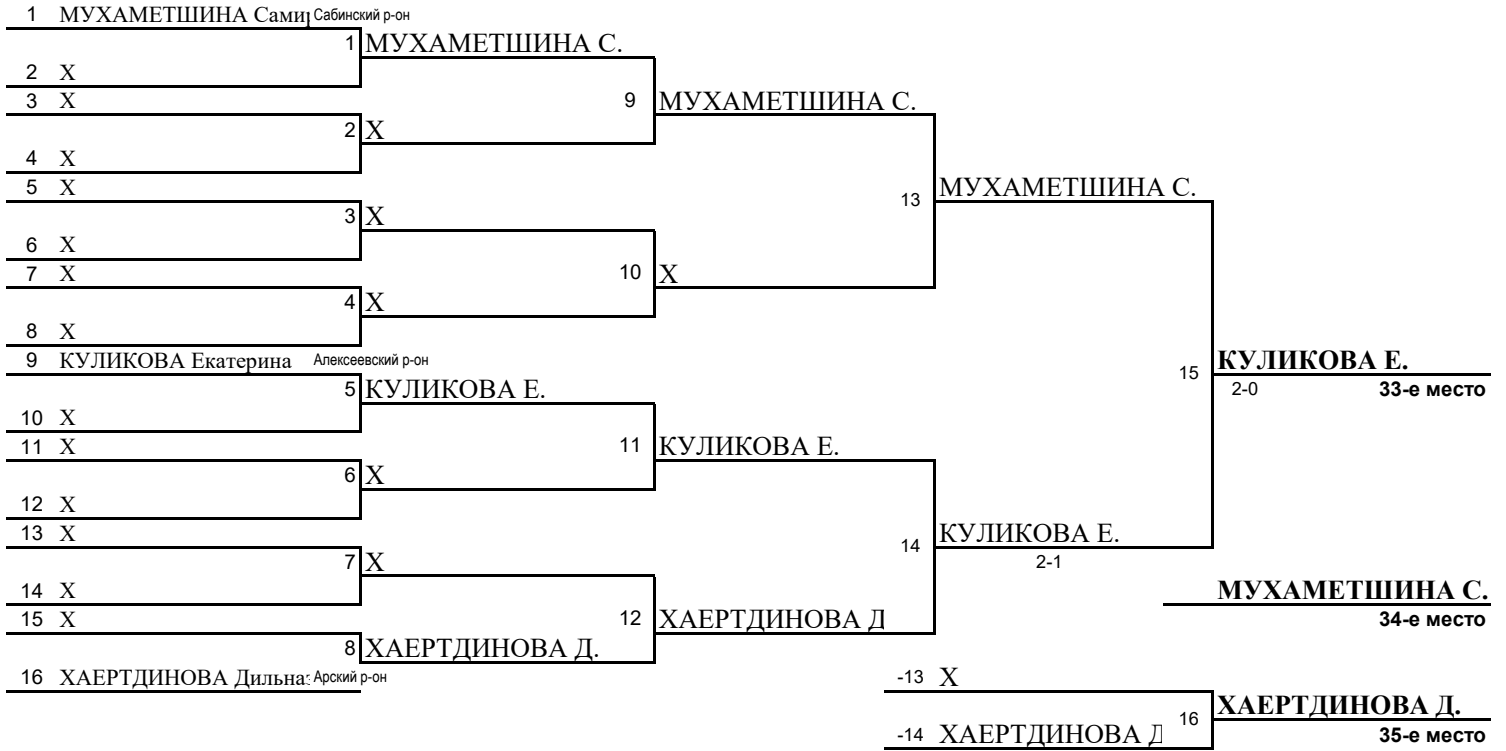 1 МУХАМЕТШИНА Сами Сабинский р-он
1 МУХАМЕТШИНА С.
2 X
3 X
9 МУХАМЕТШИНА С.
2 X
4 X
5 X
13 МУХАМЕТШИНА С.
3 X
6 X
7 X
10 X
4 X
8 X
9 КУЛИКОВА Екатерина Алексеевский р-он
15 КУЛИКОВА Е.
5 КУЛИКОВА Е.
2-0 33-е место
10 X
11 X
11 КУЛИКОВА Е.
6 X
12 X
13 X
14 КУЛИКОВА Е.
7 X
2-1
14 X
МУХАМЕТШИНА С.
15 X
12 ХАЕРТДИНОВА Д
34-е место
8 ХАЕРТДИНОВА Д.
16 ХАЕРТДИНОВА Дильна Арский р-он
-13 X
16 ХАЕРТДИНОВА Д.
-14 ХАЕРТДИНОВА Д
35-е место